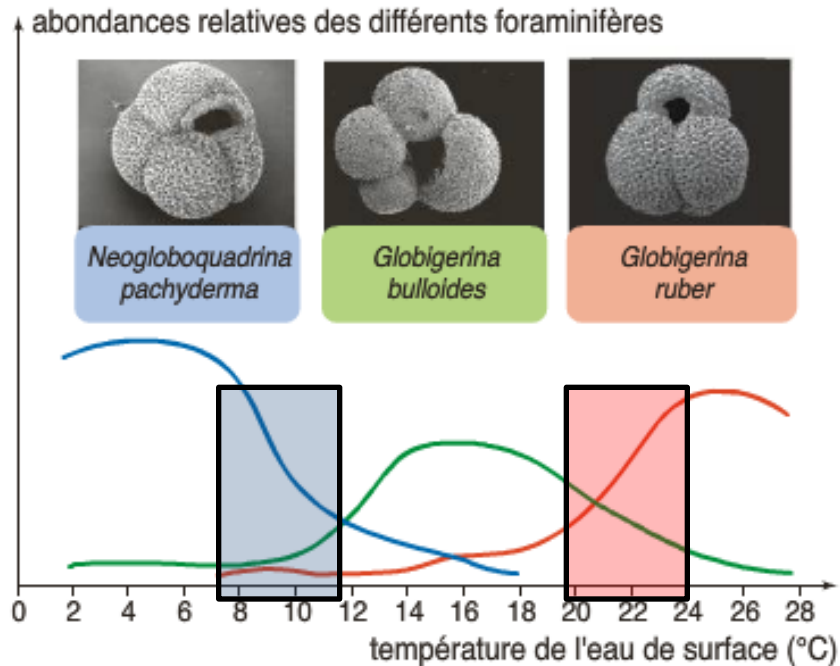 abondances relatives des différents foraminifères
Neogloboquadrina
pachyderma
Globigerina
bulloides
Globigerina
ruber
0 2 4 6 8 10 12 14 16 18 20 22 24 26 28
température de l'eau de surface (°C)